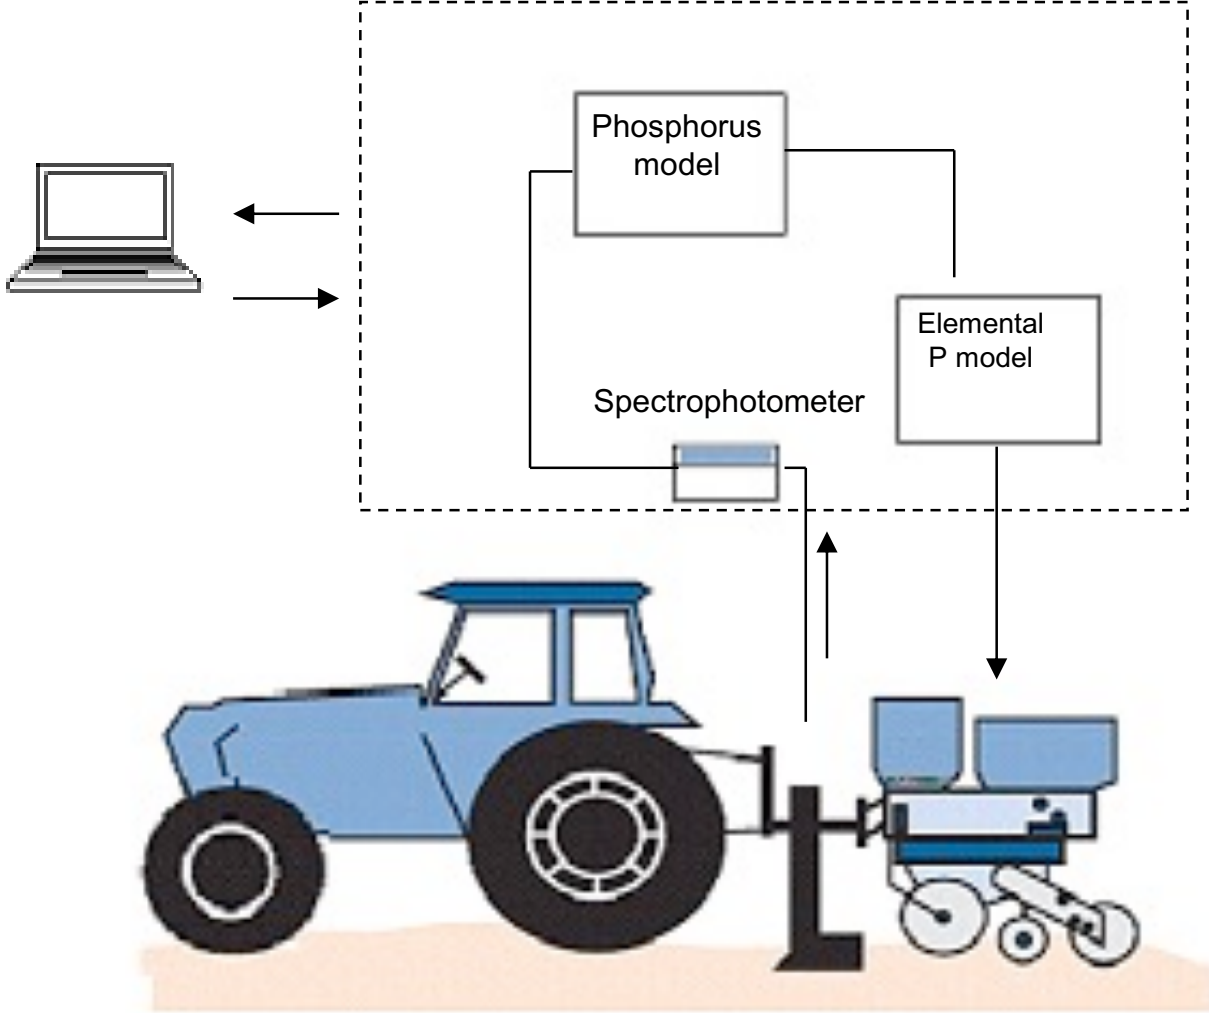 Phosphorus
model
Elemental
P model
Spectrophotometer